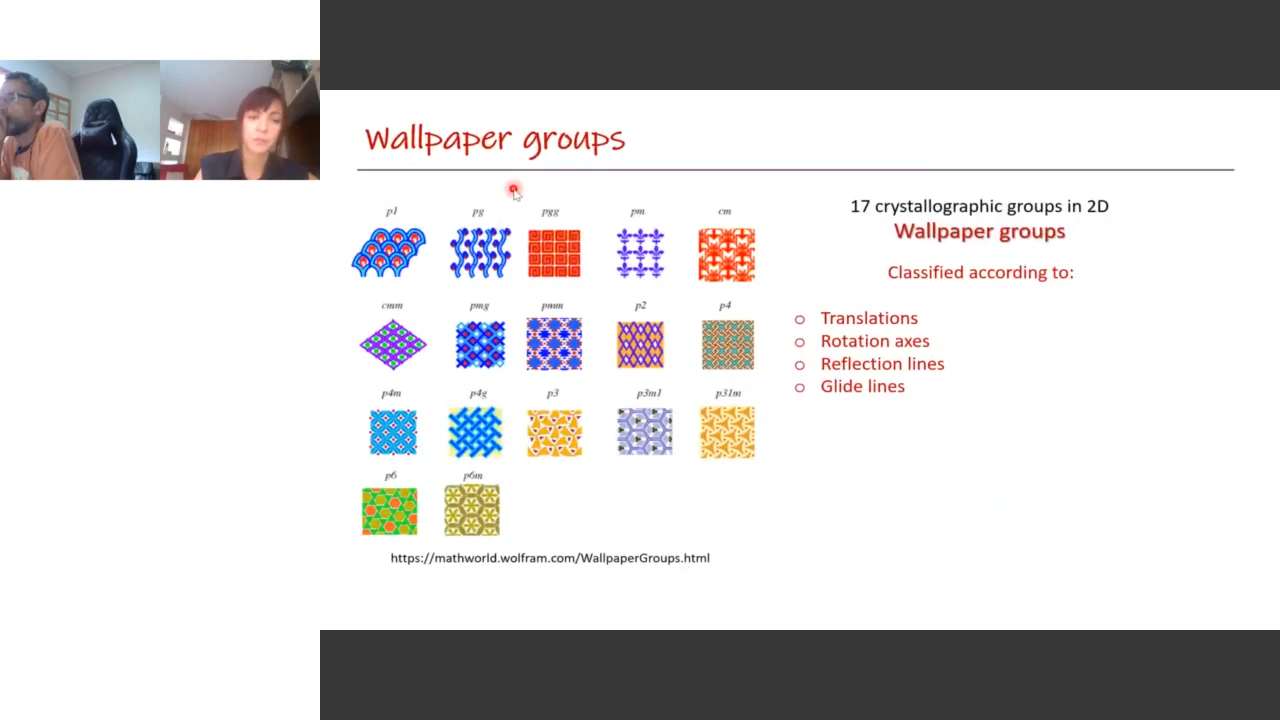 Wallpaper groups
p1 pg pgg pm cm
cmm pmg pmm p2 p4
p4m p4g p3 p3m1 p31m
p6 p6m
https://mathworld.wolfram.com/WallpaperGroups.html
17 crystallographic groups in 2D
Wallpaper groups
Classified according to:
o Translations
o Rotation axes
o Reflection lines
o Glide lines